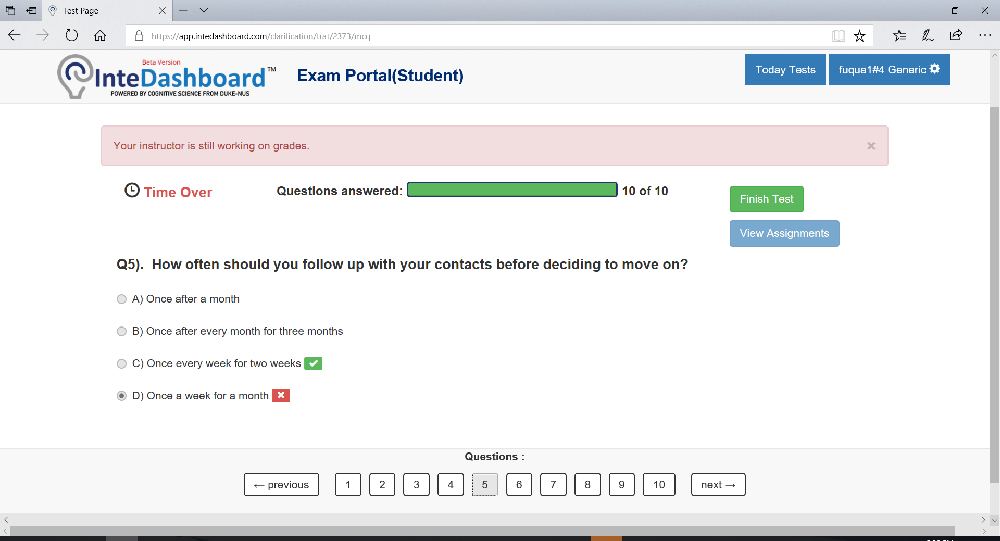 Test Page
https://app.intedashboard.com/clarification/trat/2373/mcq
Beta Version
InteDashboard™
POWERED BY COGNITIVE SCIENCE FROM DUKE-NUS
Exam Portal(Student)
Today Tests
fuqua1#4 Generic
Your instructor is still working on grades.
Time Over
Questions answered:
10 of 10
Finish Test
View Assignments
Q5). How often should you follow up with your contacts before deciding to move on?
A) Once after a month
B) Once after every month for three months
C) Once every week for two weeks
D) Once a week for a month
Questions :
← previous
1
2
3
4
5
6
7
8
9
10
next →